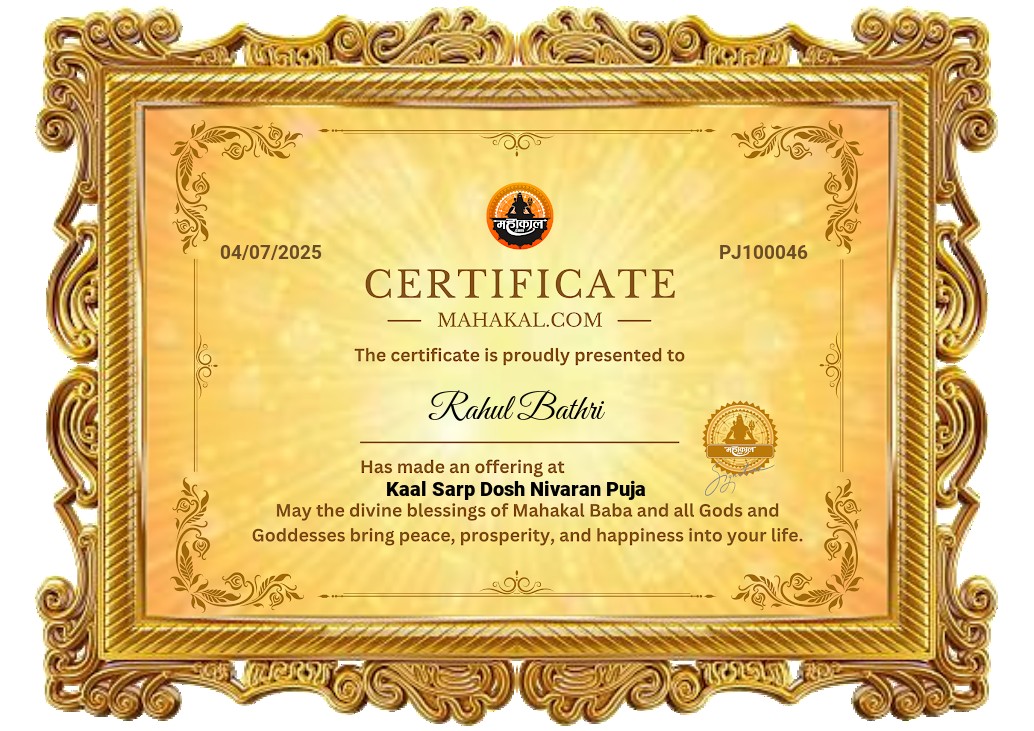 महाकाल
04/07/2025
PJ100046
CERTIFICATE
MAHAKAL.COM
The certificate is proudly presented to
Rahul Bathri
महाकाल
Has made an offering at
Kaal Sarp Dosh Nivaran Puja
May the divine blessings of Mahakal Baba and all Gods and
Goddesses bring peace, prosperity, and happiness into your life.